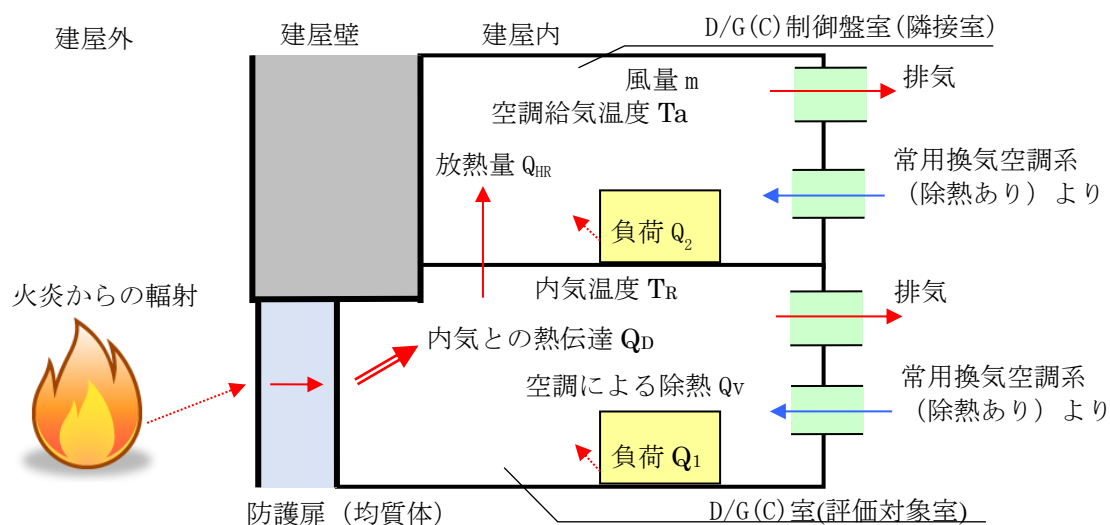 建屋外
建屋壁
建屋内
D/G(C)制御盤室(隣接室)
風量 m
空調給気温度 Ta
排気
放熱量 QHR
常用換気空調系
(除熱あり)より
負荷 Q2
火炎からの輻射
内気温度 TR
排気
内気との熱伝達 QD
空調による除熱 Qv
常用換気空調系
(除熱あり)より
負荷 Q1
防護扉(均質体)
D/G(C)室(評価対象室)